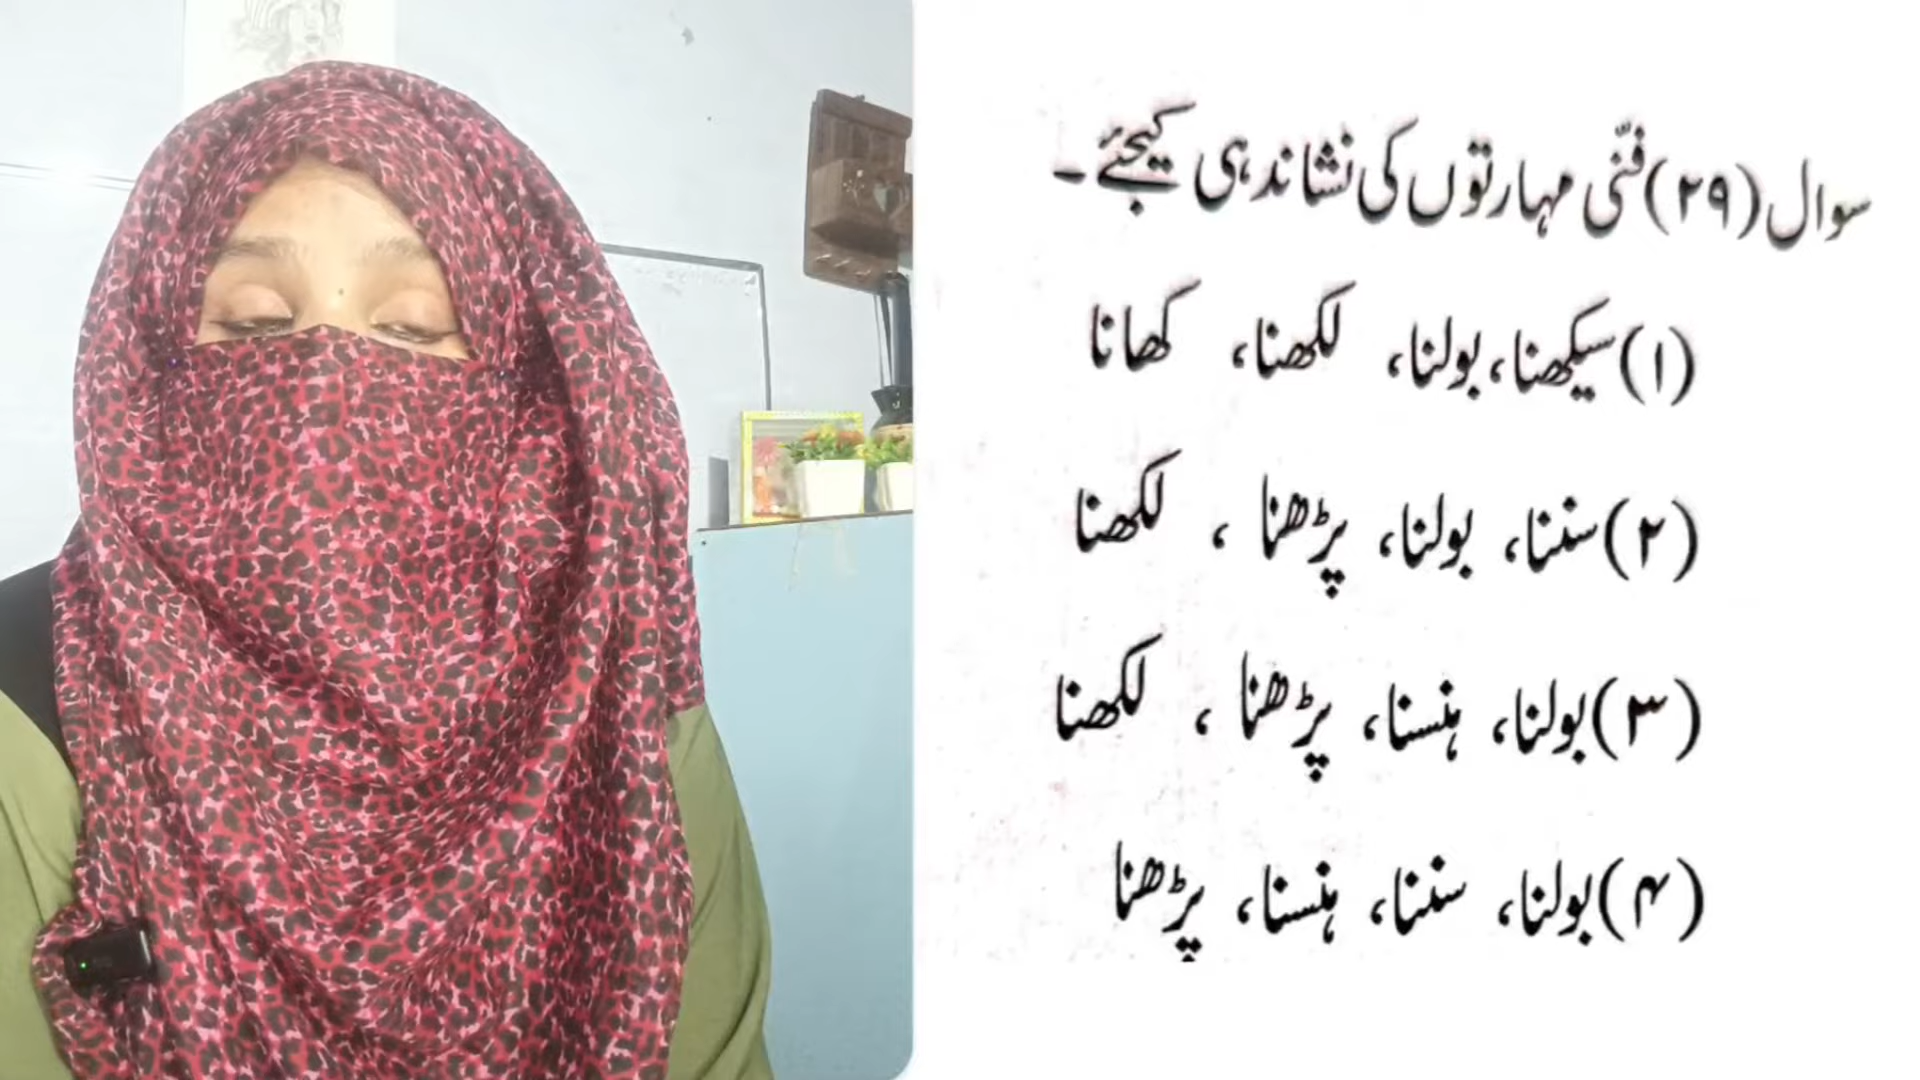 سوال (۲۹) فنّی مہارتوں کی نشاندہی کیجئے۔
(۱) سیکھنا، بولنا، لکھنا، کھانا
(۲) سننا، بولنا، پڑھنا، لکھنا
(۳) بولنا، ہنسنا، پڑھنا، لکھنا
(۴) بولنا، سننا، ہنسنا، پڑھنا